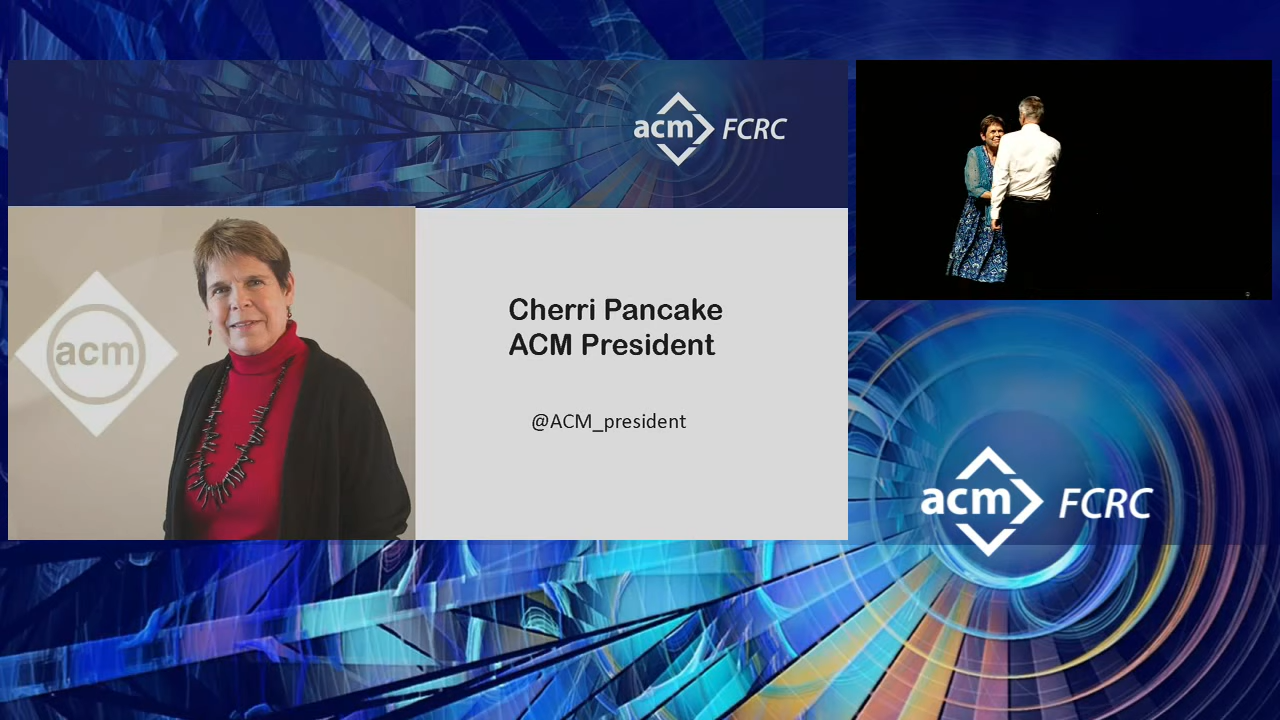 acm FCRC
acm
Cherri Pancake
ACM President
@ACM_president
acm FCRC